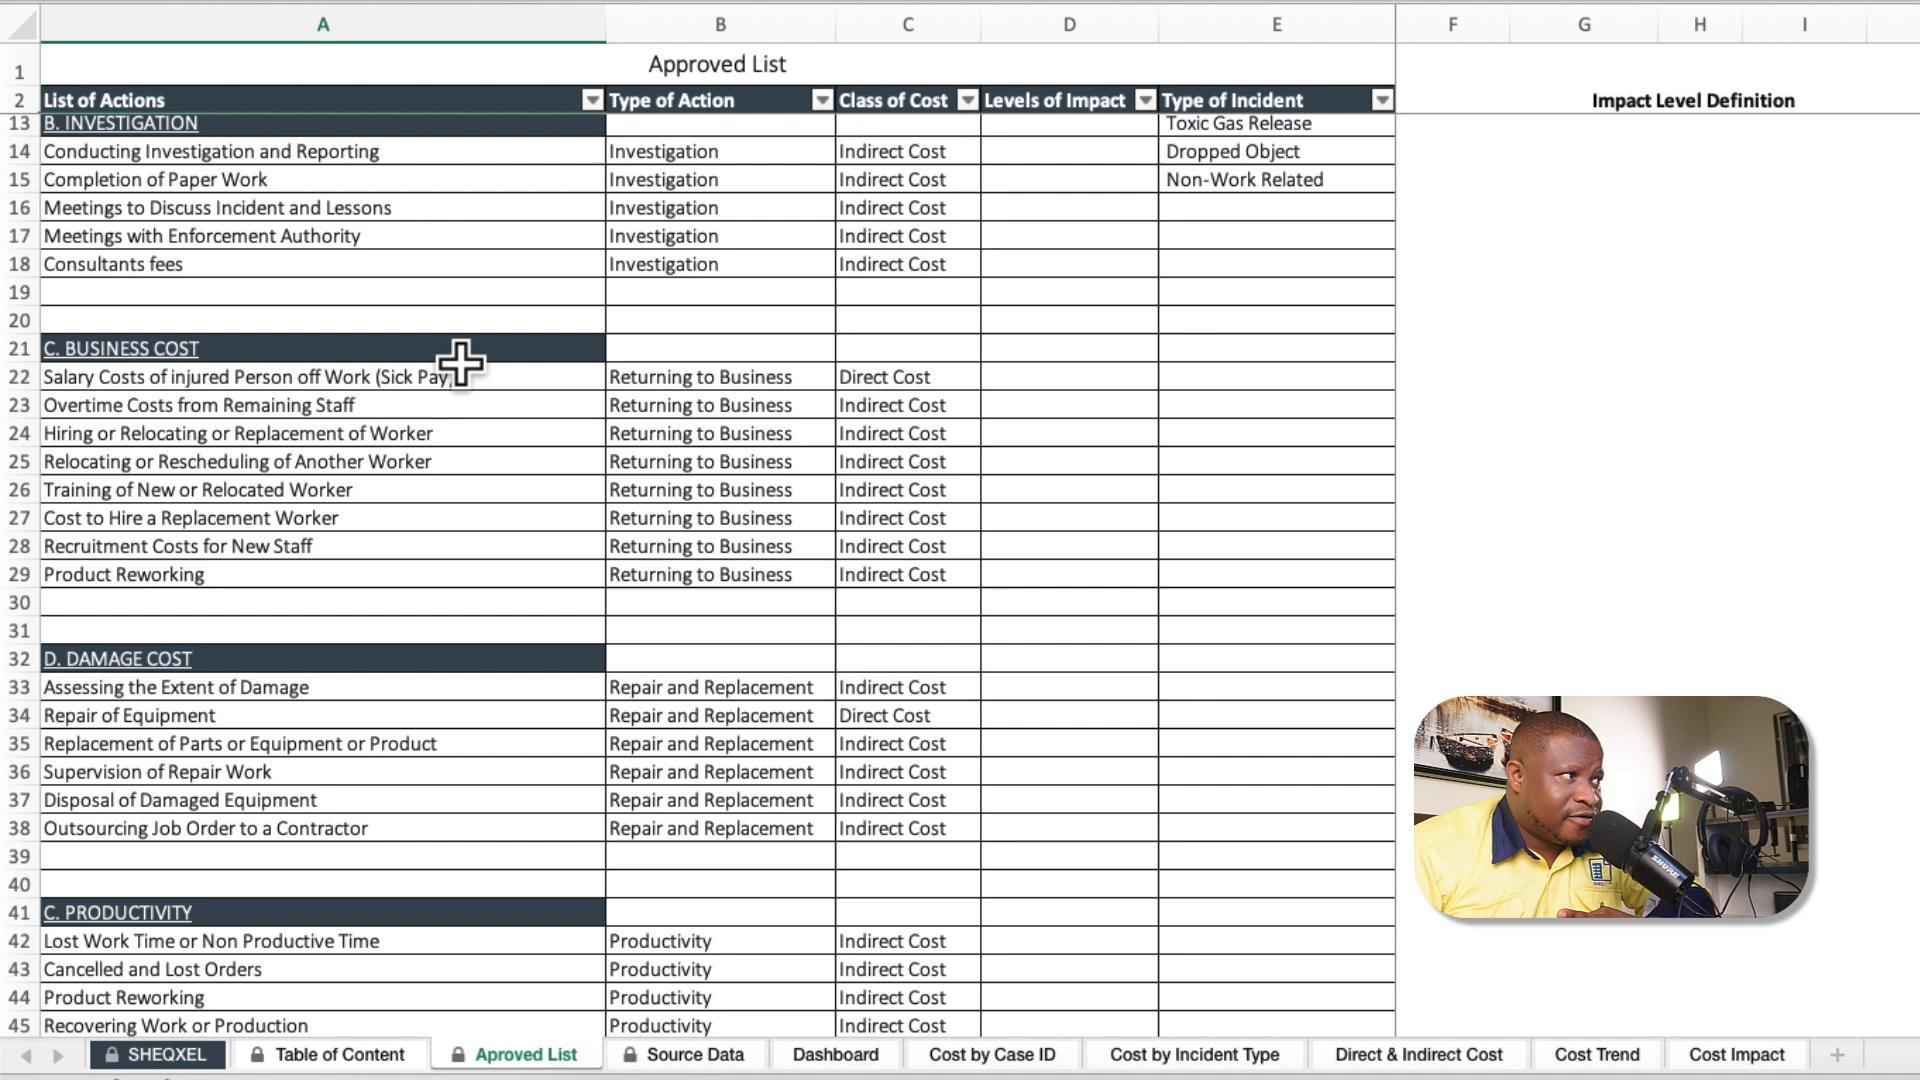 A B C D E F G H I
1 Approved List
2 List of Actions Type of Action Class of Cost Levels of Impact Type of Incident Impact Level Definition
13 B. INVESTIGATION Toxic Gas Release
14 Conducting Investigation and Reporting Investigation Indirect Cost Dropped Object
15 Completion of Paper Work Investigation Indirect Cost Non-Work Related
16 Meetings to Discuss Incident and Lessons Investigation Indirect Cost
17 Meetings with Enforcement Authority Investigation Indirect Cost
18 Consultants fees Investigation Indirect Cost
19
20
21 C. BUSINESS COST
22 Salary Costs of injured Person off Work (Sick Pay Returning to Business Direct Cost
23 Overtime Costs from Remaining Staff Returning to Business Indirect Cost
24 Hiring or Relocating or Replacement of Worker Returning to Business Indirect Cost
25 Relocating or Rescheduling of Another Worker Returning to Business Indirect Cost
26 Training of New or Relocated Worker Returning to Business Indirect Cost
27 Cost to Hire a Replacement Worker Returning to Business Indirect Cost
28 Recruitment Costs for New Staff Returning to Business Indirect Cost
29 Product Reworking Returning to Business Indirect Cost
30
31
32 D. DAMAGE COST
33 Assessing the Extent of Damage Repair and Replacement Indirect Cost
34 Repair of Equipment Repair and Replacement Direct Cost
35 Replacement of Parts or Equipment or Product Repair and Replacement Indirect Cost
36 Supervision of Repair Work Repair and Replacement Indirect Cost
37 Disposal of Damaged Equipment Repair and Replacement Indirect Cost
38 Outsourcing Job Order to a Contractor Repair and Replacement Indirect Cost
39
40
41 C. PRODUCTIVITY
42 Lost Work Time or Non Productive Time Productivity Indirect Cost
43 Cancelled and Lost Orders Productivity Indirect Cost
44 Product Reworking Productivity Indirect Cost
45 Recovering Work or Production Productivity Indirect Cost
SHURE
SHEQXEL Table of Content Aproved List Source Data Dashboard Cost by Case ID Cost by Incident Type Direct & Indirect Cost Cost Trend Cost Impact